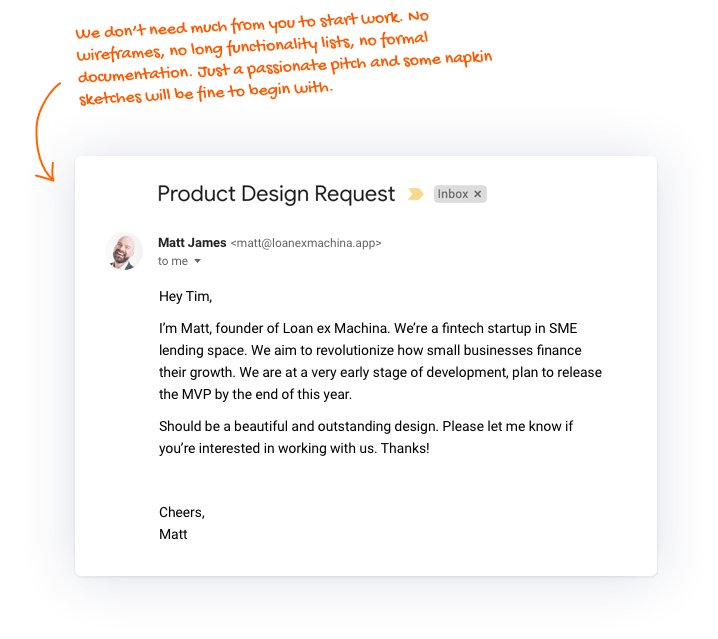 We don't need much from you to start work. No
wireframes, no long functionality lists, no formal
documentation. Just a passionate pitch and some napkin
sketches will be fine to begin with.
Product Design Request Inbox ×
Matt James <matt@loanexmachina.app>
to me
Hey Tim,
I'm Matt, founder of Loan ex Machina. We're a fintech startup in SME
lending space. We aim to revolutionize how small businesses finance
their growth. We are at a very early stage of development, plan to release
the MVP by the end of this year.
Should be a beautiful and outstanding design. Please let me know if
you're interested in working with us. Thanks!
Cheers,
Matt